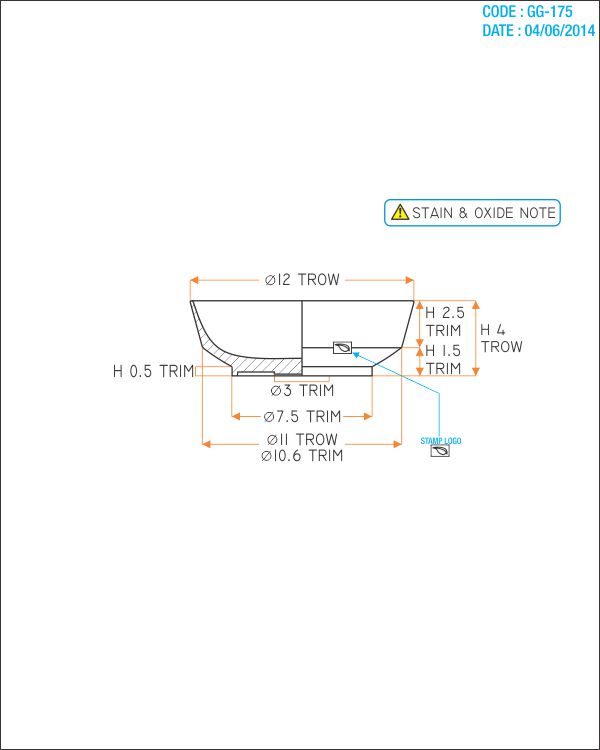 CODE : GG-175
DATE : 04/06/2014
STAIN & OXIDE NOTE
Ø12 TROW
H 2.5
TRIM
H 4
TROW
H 1.5
TRIM
H 0.5 TRIM
Ø3 TRIM
Ø7.5 TRIM
Ø11 TROW
Ø10.6 TRIM
STAMP LOGO